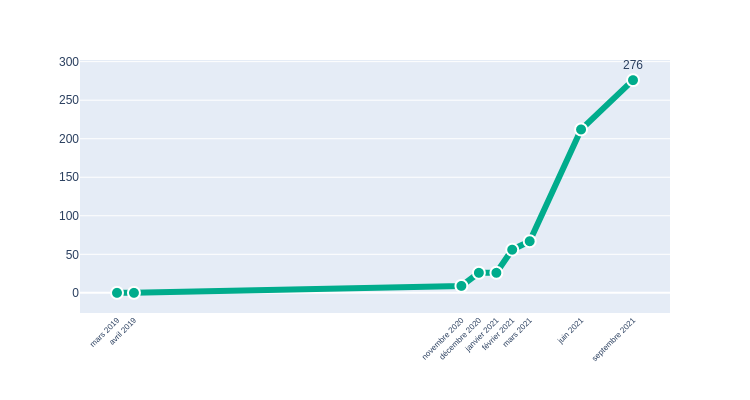 300
276
250
200
150
100
50
0
mars 2019
avril 2019
novembre 2020
décembre 2020
janvier 2021
février 2021
mars 2021
juin 2021
septembre 2021